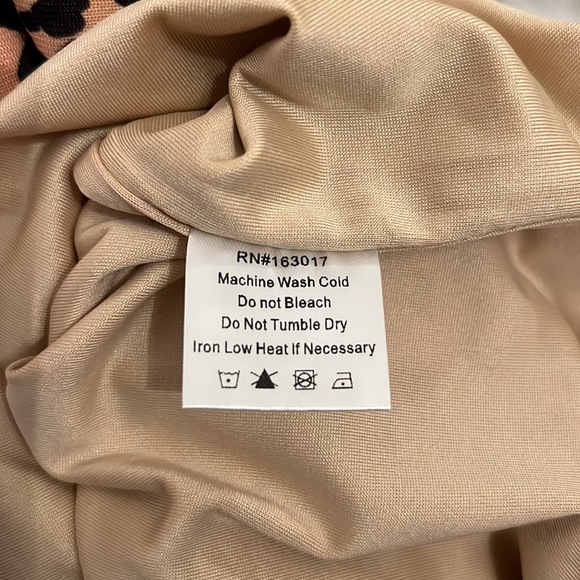 RN#163017
Machine Wash Cold
Do not Bleach
Do Not Tumble Dry
Iron Low Heat If Necessary